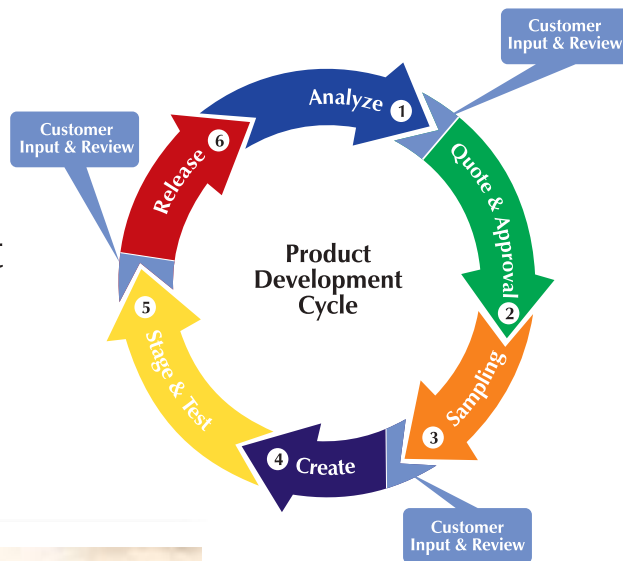 Customer
Input & Review
Analyze 1
Customer
Input & Review
Release 6
Quote & Approval 2
Product
Development
Cycle
Stage & Test 5
Sampling 3
Create 4
Customer
Input & Review
t